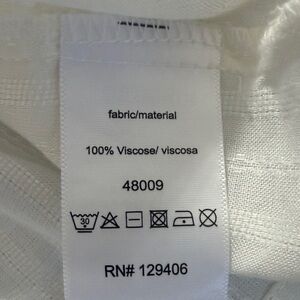 fabric/material
100% Viscose/ viscosa
48009
30
RN# 129406